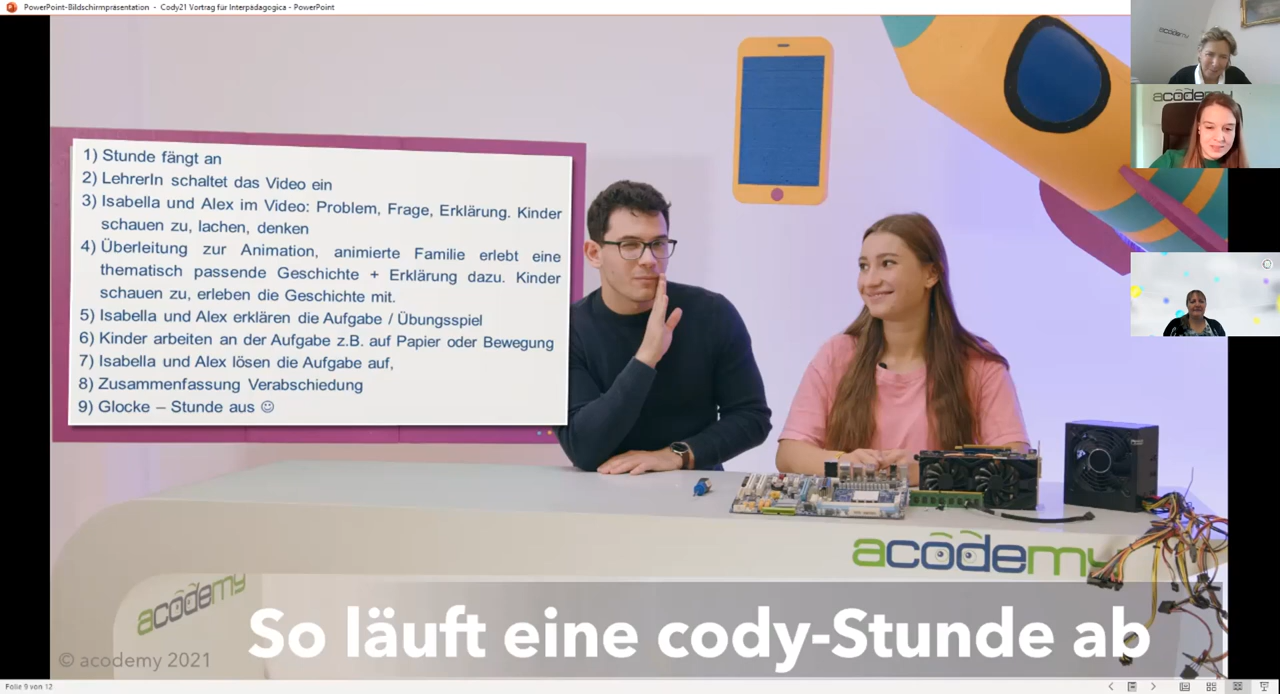 PowerPoint-Bildschirmpräsentation - Cody21 Vortrag für Interpädagogica - PowerPoint
acodemy
acodemy
1) Stunde fängt an
2) LehrerIn schaltet das Video ein
3) Isabella und Alex im Video: Problem, Frage, Erklärung. Kinder
schauen zu, lachen, denken
4) Überleitung zur Animation, animierte Familie erlebt eine
thematisch passende Geschichte + Erklärung dazu. Kinder
schauen zu, erleben die Geschichte mit.
5) Isabella und Alex erklären die Aufgabe / Übungsspiel
6) Kinder arbeiten an der Aufgabe z.B. auf Papier oder Bewegung
7) Isabella und Alex lösen die Aufgabe auf,
8) Zusammenfassung Verabschiedung
9) Glocke – Stunde aus ☺
acodemy
acodemy
So läuft eine cody-Stunde ab
© acodemy 2021
Folie 9 von 12